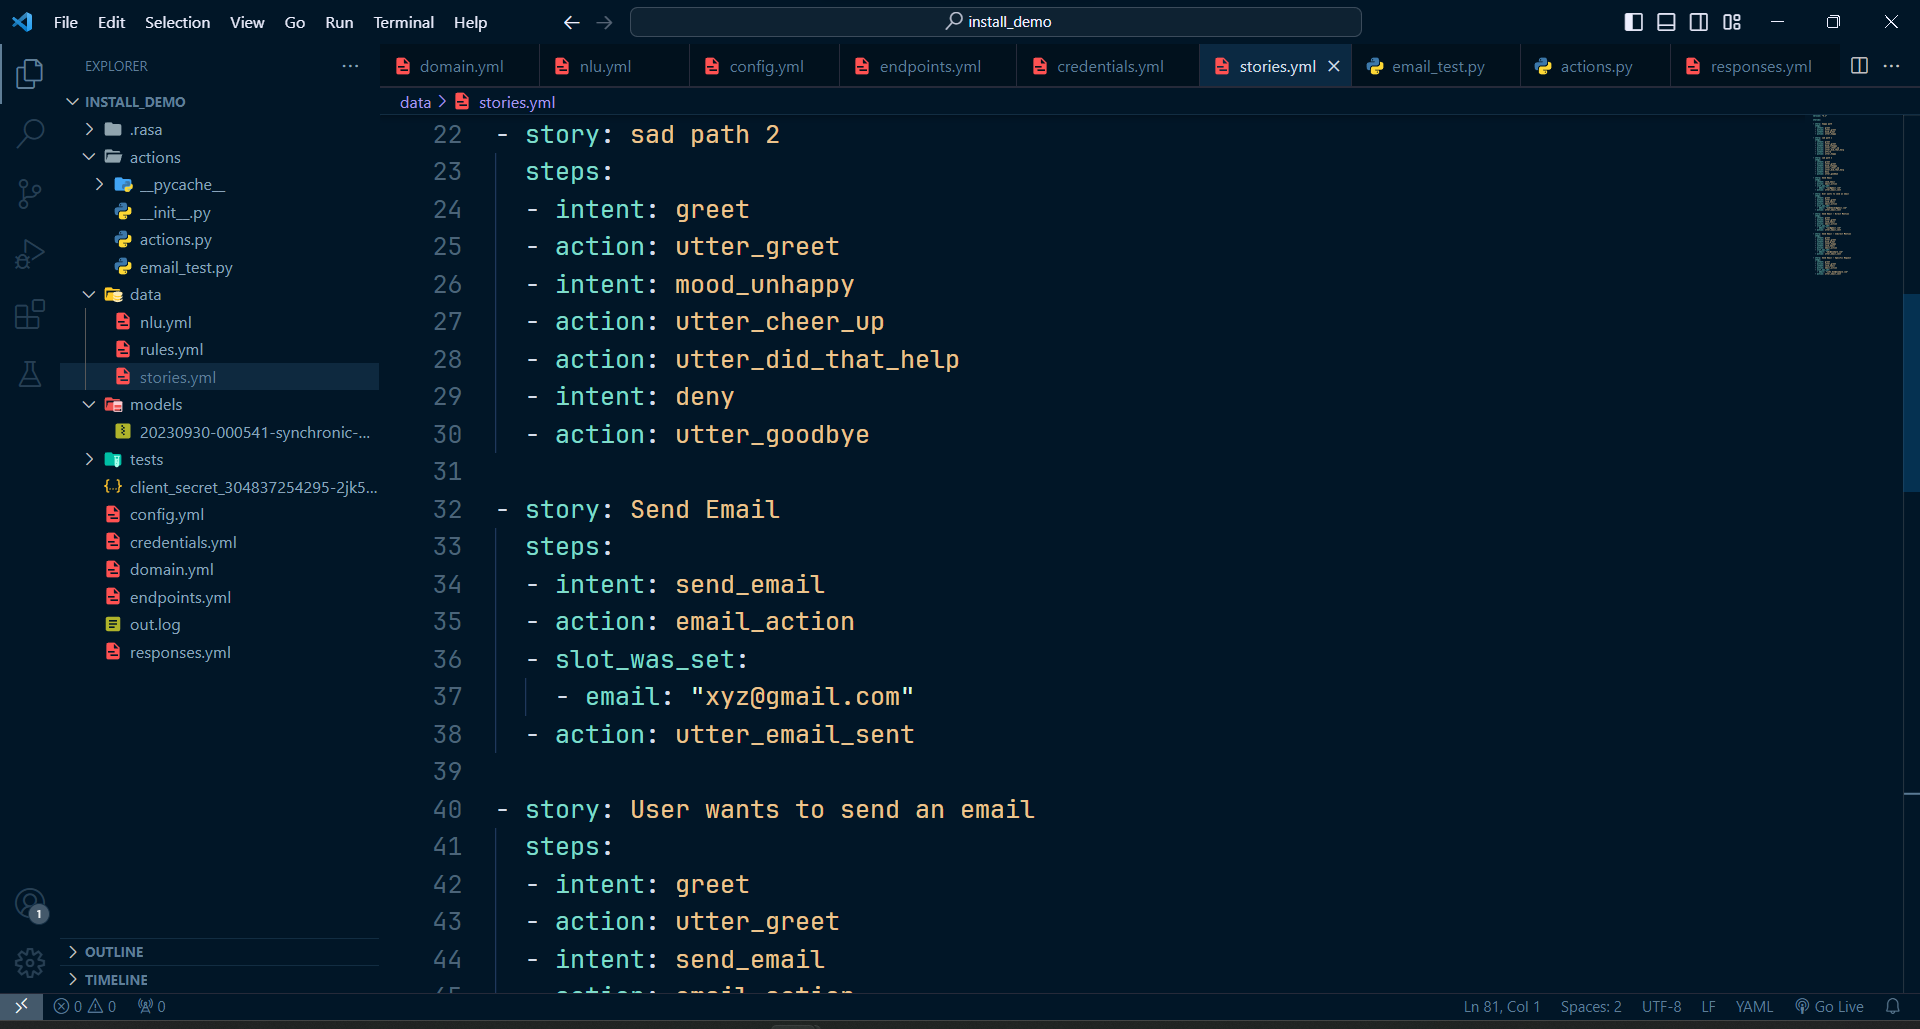 File Edit Selection View Go Run Terminal Help
install_demo
EXPLORER
domain.yml nlu.yml config.yml endpoints.yml credentials.yml stories.yml email_test.py actions.py responses.yml
data > stories.yml
INSTALL_DEMO
.rasa
actions
__pycache__
__init__.py
actions.py
email_test.py
data
nlu.yml
rules.yml
stories.yml
models
20230930-000541-synchronic-...
tests
client_secret_304837254295-2jk5...
config.yml
credentials.yml
domain.yml
endpoints.yml
out.log
responses.yml
OUTLINE
TIMELINE
22 - story: sad path 2
23 steps:
24 - intent: greet
25 - action: utter_greet
26 - intent: mood_unhappy
27 - action: utter_cheer_up
28 - action: utter_did_that_help
29 - intent: deny
30 - action: utter_goodbye
31
32 - story: Send Email
33 steps:
34 - intent: send_email
35 - action: email_action
36 - slot_was_set:
37 - email: "xyz@gmail.com"
38 - action: utter_email_sent
39
40 - story: User wants to send an email
41 steps:
42 - intent: greet
43 - action: utter_greet
44 - intent: send_email
45 - action: email_action
1
0 0 0
Ln 81, Col 1 Spaces: 2 UTF-8 LF YAML Go Live